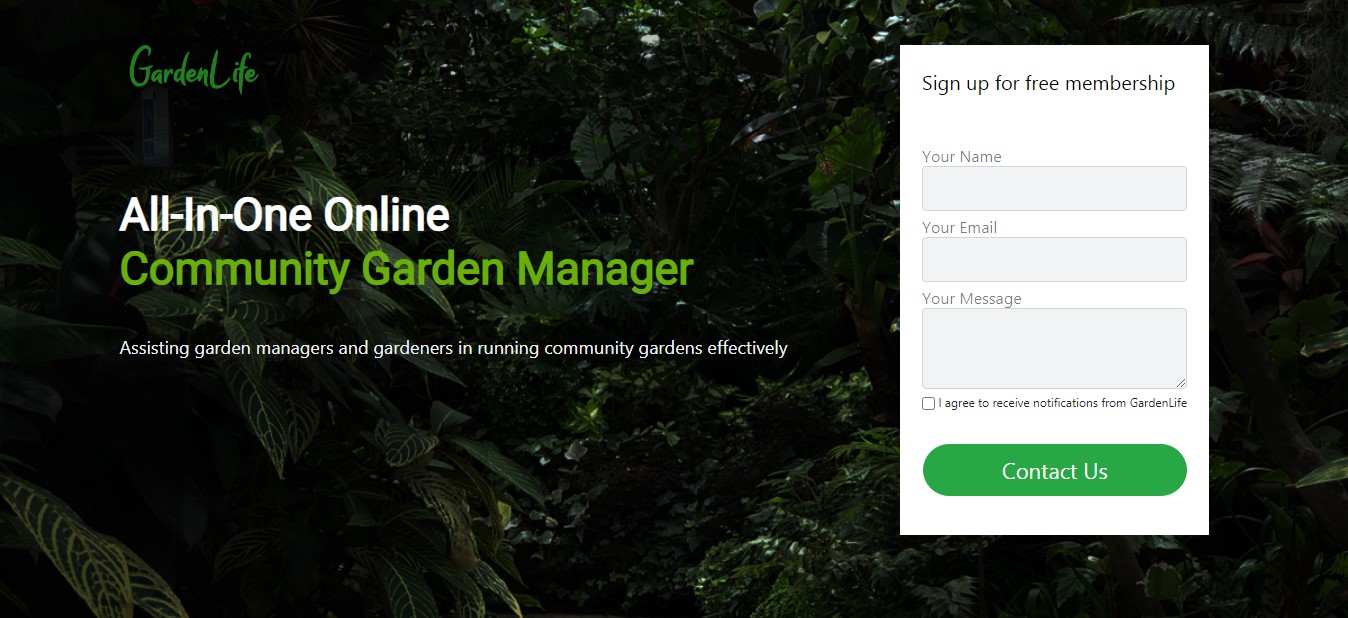 GardenLife
All-In-One Online
Community Garden Manager
Assisting garden managers and gardeners in running community gardens effectively
Sign up for free membership
Your Name
Your Email
Your Message
I agree to receive notifications from GardenLife
Contact Us